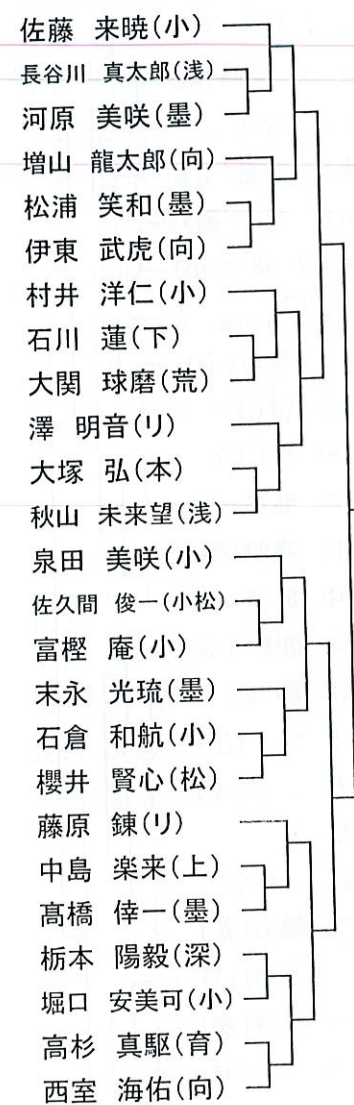 佐藤 来暁(小)
長谷川 真太郎(浅)
河原 美咲(墨)
増山 龍太郎(向)
松浦 笑和(墨)
伊東 武虎(向)
村井 洋仁(小)
石川 蓮(下)
大関 球磨(荒)
澤 明音(リ)
大塚 弘(本)
秋山 未来望(浅)
泉田 美咲(小)
佐久間 俊一(小松)
富樫 庵(小)
末永 光琉(墨)
石倉 和航(小)
櫻井 賢心(松)
藤原 錬(リ)
中島 楽来(上)
髙橋 倖一(墨)
栃本 陽毅(深)
堀口 安美可(小)
高杉 真駆(育)
西室 海佑(向)